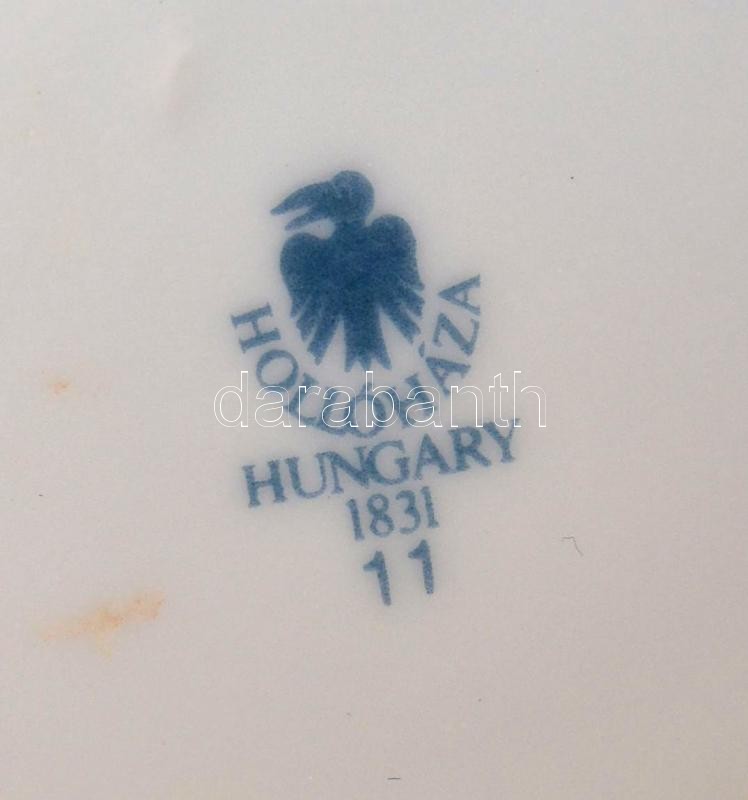 HOLLÓHÁZA
darabanth
HUNGARY
1831
11